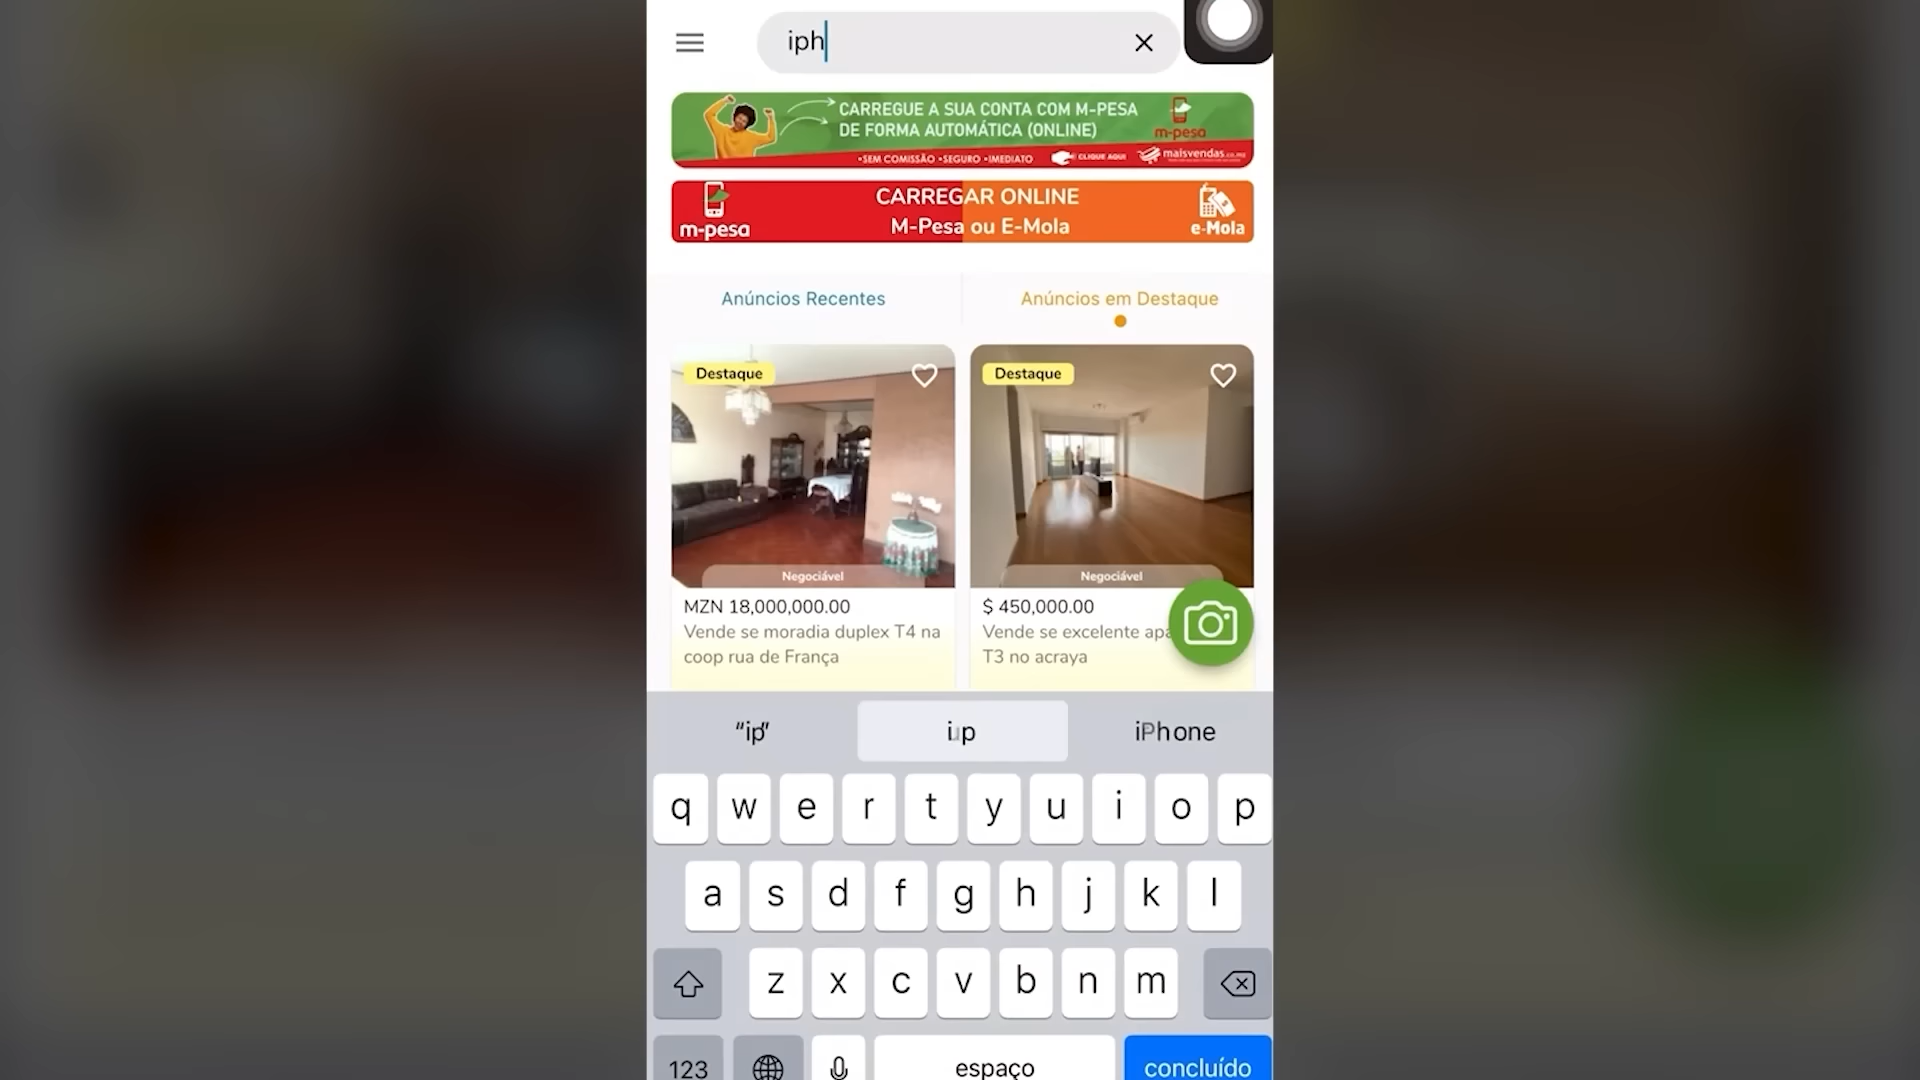 iph
CARREGUE A SUA CONTA COM M-PESA
DE FORMA AUTOMÁTICA (ONLINE)
m-pesa
•SEM COMISSÃO •SEGURO •IMEDIATO
CLIQUE AQUI
maisvendas.co.mz
CARREGAR ONLINE
M-Pesa ou E-Mola
m-pesa
e-Mola
Anúncios Recentes
Anúncios em Destaque
Destaque
Destaque
Negociável
Negociável
MZN 18,000,000.00
Vende se moradia duplex T4 na
coop rua de França
$ 450,000.00
Vende se excelente apa
T3 no acraya
"ip"
iPhone
q w e r t y u i o p
a s d f g h j k l
z x c v b n m
123
espaço
concluído